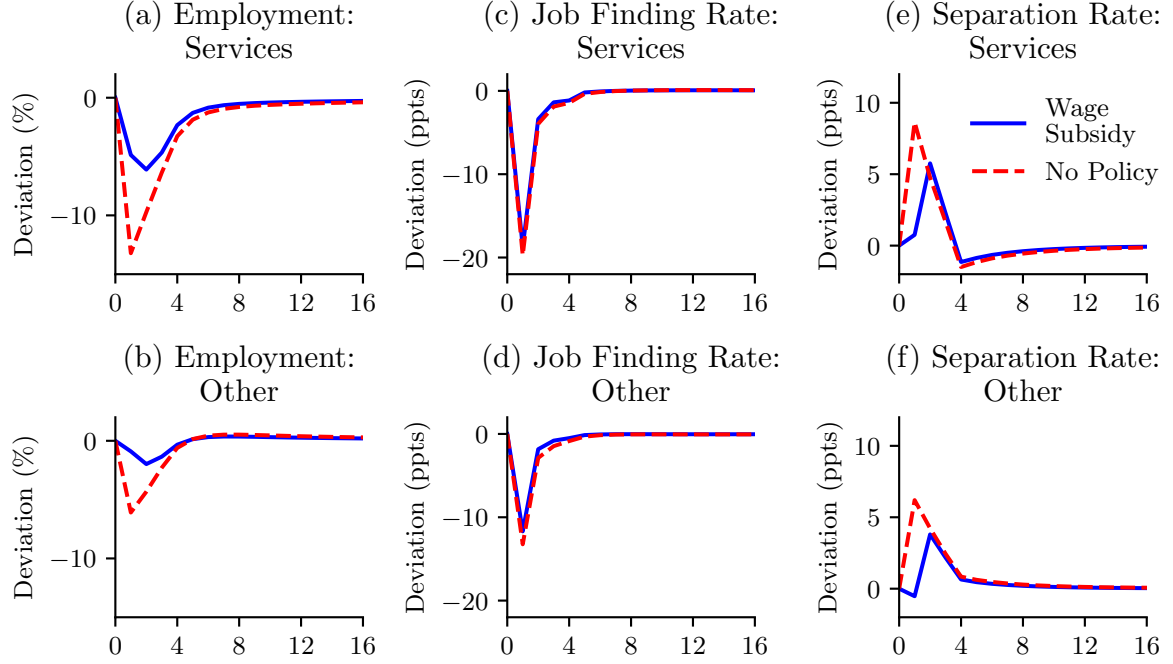 (a) Employment:
Services
Deviation (%)
0
−10
0 4 8 12 16
(c) Job Finding Rate:
Services
Deviation (ppts)
0
−10
−20
0 4 8 12 16
(e) Separation Rate:
Services
Deviation (ppts)
10
5
0
Wage
Subsidy
No Policy
0 4 8 12 16
(b) Employment:
Other
Deviation (%)
0
−10
0 4 8 12 16
(d) Job Finding Rate:
Other
Deviation (ppts)
0
−10
−20
0 4 8 12 16
(f) Separation Rate:
Other
Deviation (ppts)
10
5
0
0 4 8 12 16